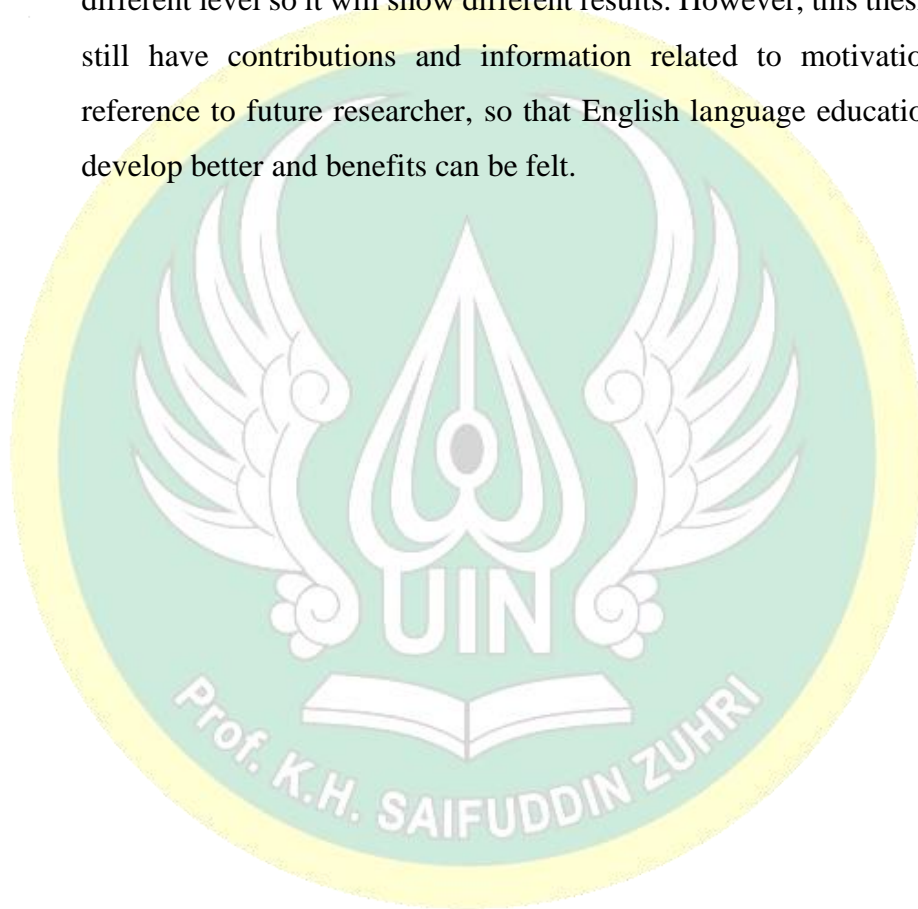 different level so it will show different results. However, this thes
still have contributions and information related to motivatio
reference to future researcher, so that English language educatio
develop better and benefits can be felt.
UIN
Prof. K.H. SAIFUDDIN ZUHRI